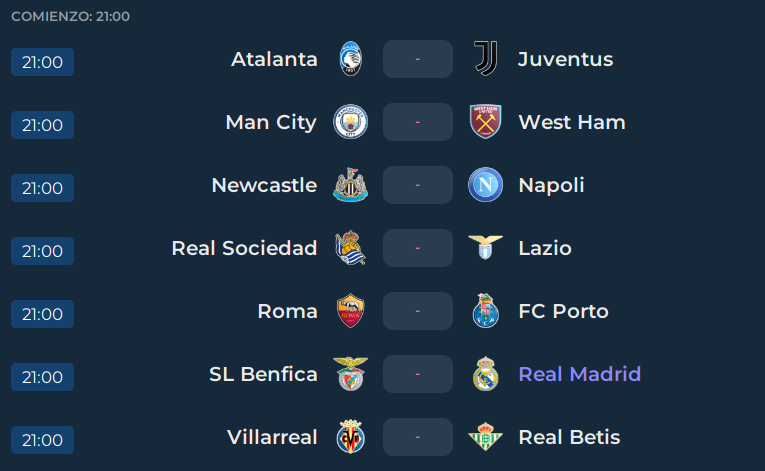 COMIENZO: 21:00
21:00 Atalanta - Juventus
21:00 Man City - West Ham
21:00 Newcastle - Napoli
21:00 Real Sociedad - Lazio
21:00 Roma - FC Porto
21:00 SL Benfica - Real Madrid
21:00 Villarreal - Real Betis